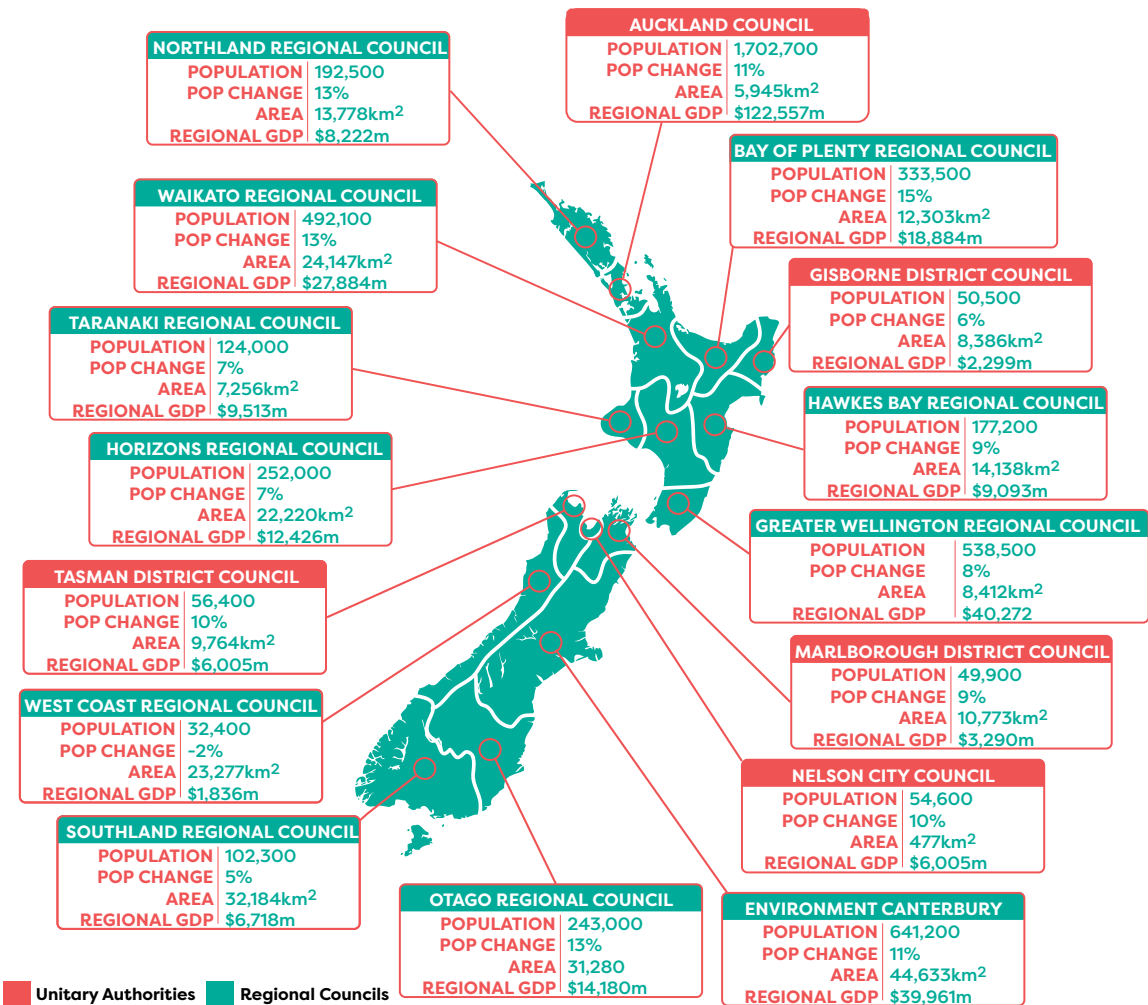 NORTHLAND REGIONAL COUNCIL
POPULATION 192,500
POP CHANGE 13%
AREA 13,778km²
REGIONAL GDP $8,222m
AUCKLAND COUNCIL
POPULATION 1,702,700
POP CHANGE 11%
AREA 5,945km²
REGIONAL GDP $122,557m
BAY OF PLENTY REGIONAL COUNCIL
POPULATION 333,500
POP CHANGE 15%
AREA 12,303km²
REGIONAL GDP $18,884m
WAIKATO REGIONAL COUNCIL
POPULATION 492,100
POP CHANGE 13%
AREA 24,147km²
REGIONAL GDP $27,884m
GISBORNE DISTRICT COUNCIL
POPULATION 50,500
POP CHANGE 6%
AREA 8,386km²
REGIONAL GDP $2,299m
TARANAKI REGIONAL COUNCIL
POPULATION 124,000
POP CHANGE 7%
AREA 7,256km²
REGIONAL GDP $9,513m
HAWKES BAY REGIONAL COUNCIL
POPULATION 177,200
POP CHANGE 9%
AREA 14,138km²
REGIONAL GDP $9,093m
HORIZONS REGIONAL COUNCIL
POPULATION 252,000
POP CHANGE 7%
AREA 22,220km²
REGIONAL GDP $12,426m
GREATER WELLINGTON REGIONAL COUNCIL
POPULATION 538,500
POP CHANGE 8%
AREA 8,412km²
REGIONAL GDP $40,272
TASMAN DISTRICT COUNCIL
POPULATION 56,400
POP CHANGE 10%
AREA 9,764km²
REGIONAL GDP $6,005m
MARLBOROUGH DISTRICT COUNCIL
POPULATION 49,900
POP CHANGE 9%
AREA 10,773km²
REGIONAL GDP $3,290m
WEST COAST REGIONAL COUNCIL
POPULATION 32,400
POP CHANGE -2%
AREA 23,277km²
REGIONAL GDP $1,836m
NELSON CITY COUNCIL
POPULATION 54,600
POP CHANGE 10%
AREA 477km²
REGIONAL GDP $6,005m
SOUTHLAND REGIONAL COUNCIL
POPULATION 102,300
POP CHANGE 5%
AREA 32,184km²
REGIONAL GDP $6,718m
OTAGO REGIONAL COUNCIL
POPULATION 243,000
POP CHANGE 13%
AREA 31,280
REGIONAL GDP $14,180m
ENVIRONMENT CANTERBURY
POPULATION 641,200
POP CHANGE 11%
AREA 44,633km²
REGIONAL GDP $39,961m
Unitary Authorities
Regional Councils